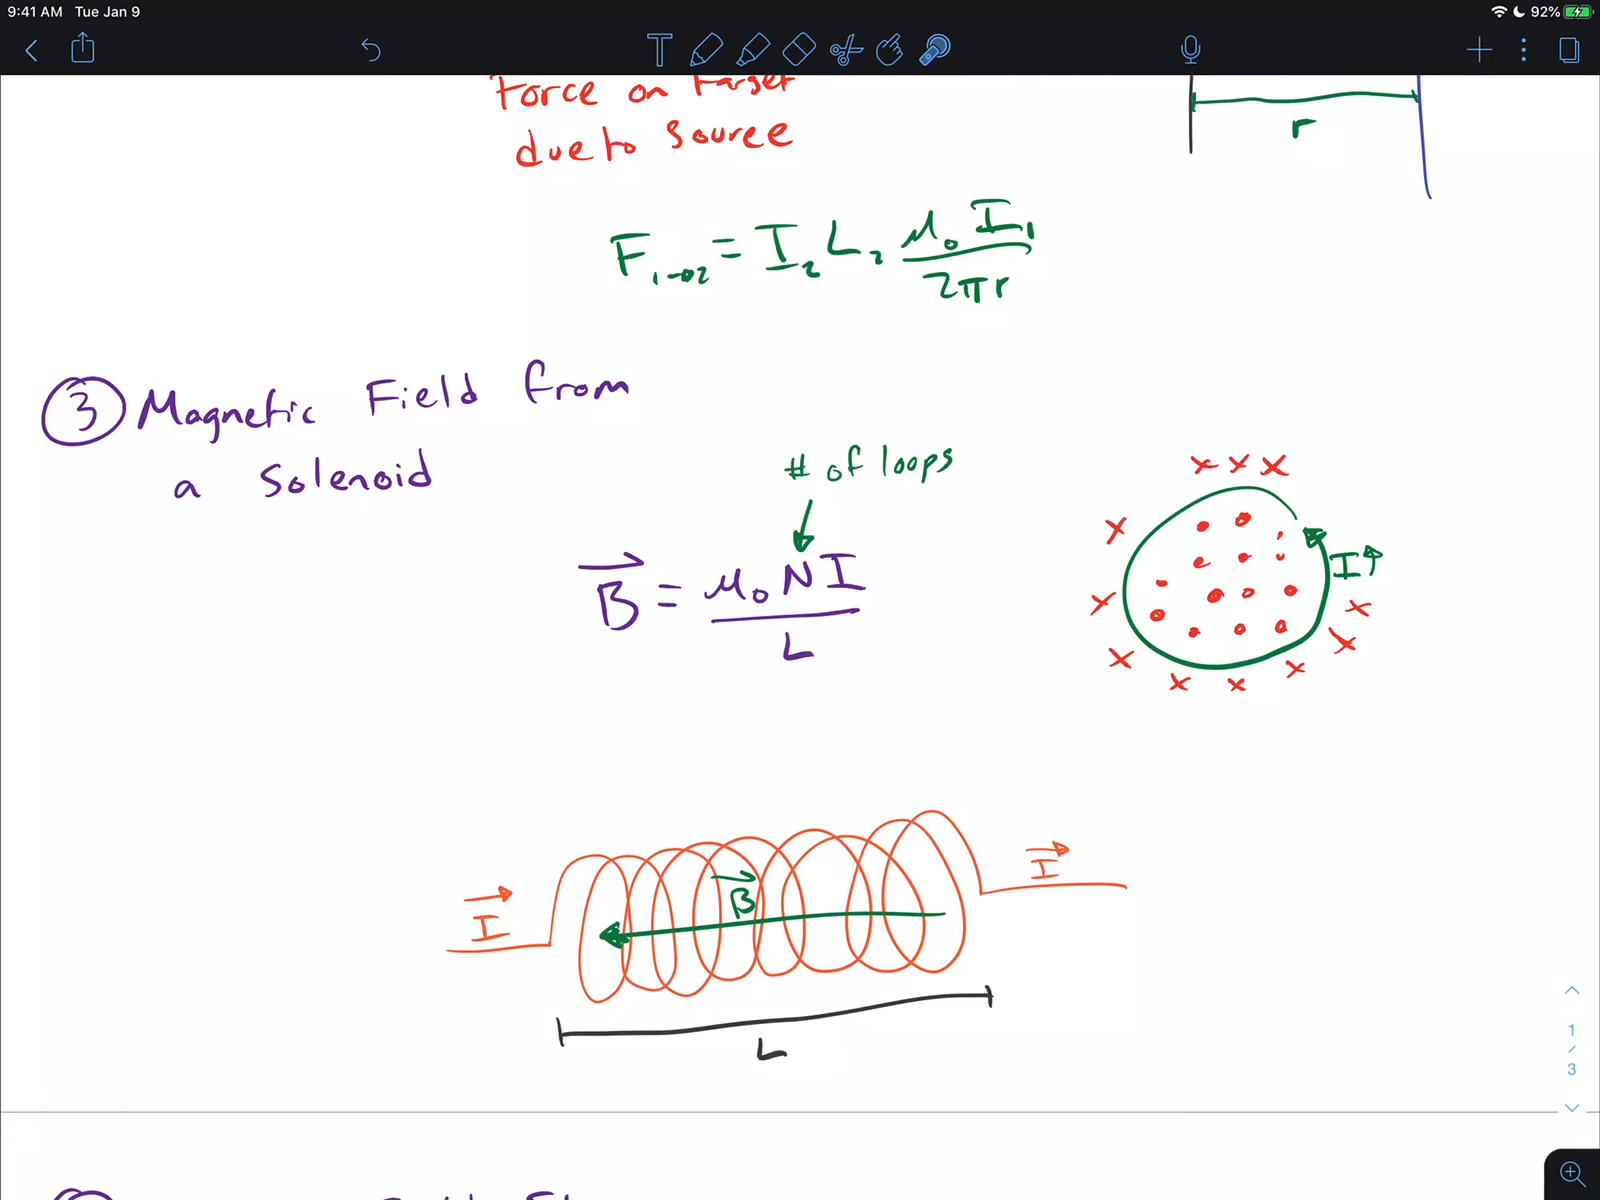 9:41 AM Tue Jan 9
92%
Force on target
due to Source
r
F₁→₂ = I₂ L₂ μ₀ I₁ / 2πr
③ Magnetic Field from
a Solenoid
# of loops
B = μ₀ N I / L
I
I
B
I
L
1
/
3